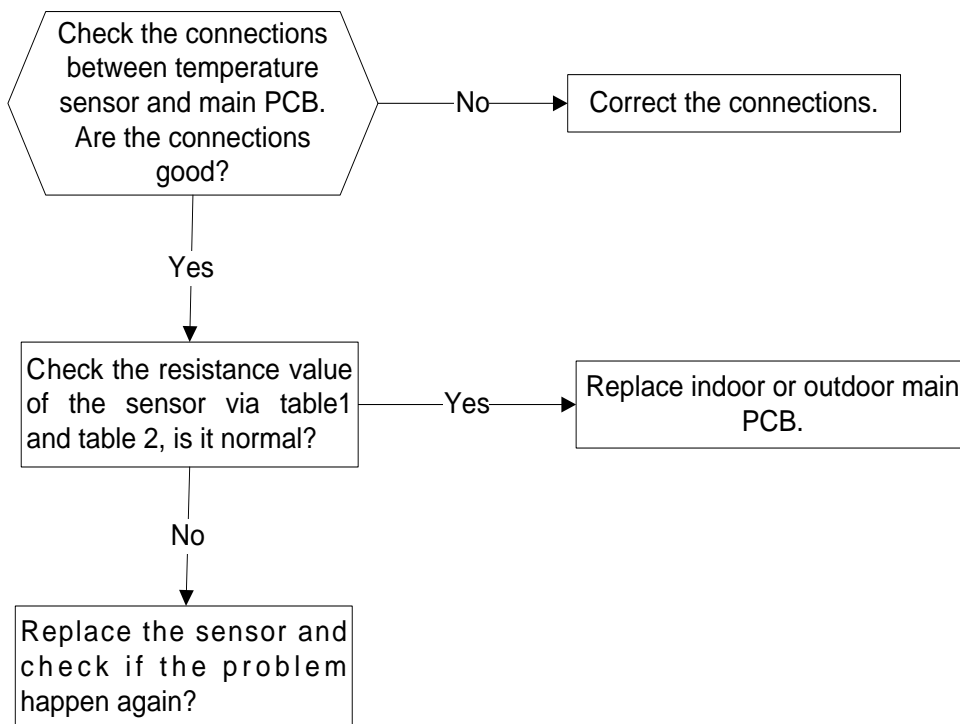 Check the connections
between temperature
sensor and main PCB.
Are the connections
good?
No
Correct the connections.
Yes
Check the resistance value
of the sensor via table1
and table 2, is it normal?
Yes
Replace indoor or outdoor main
PCB.
No
Replace the sensor and
check if the problem
happen again?